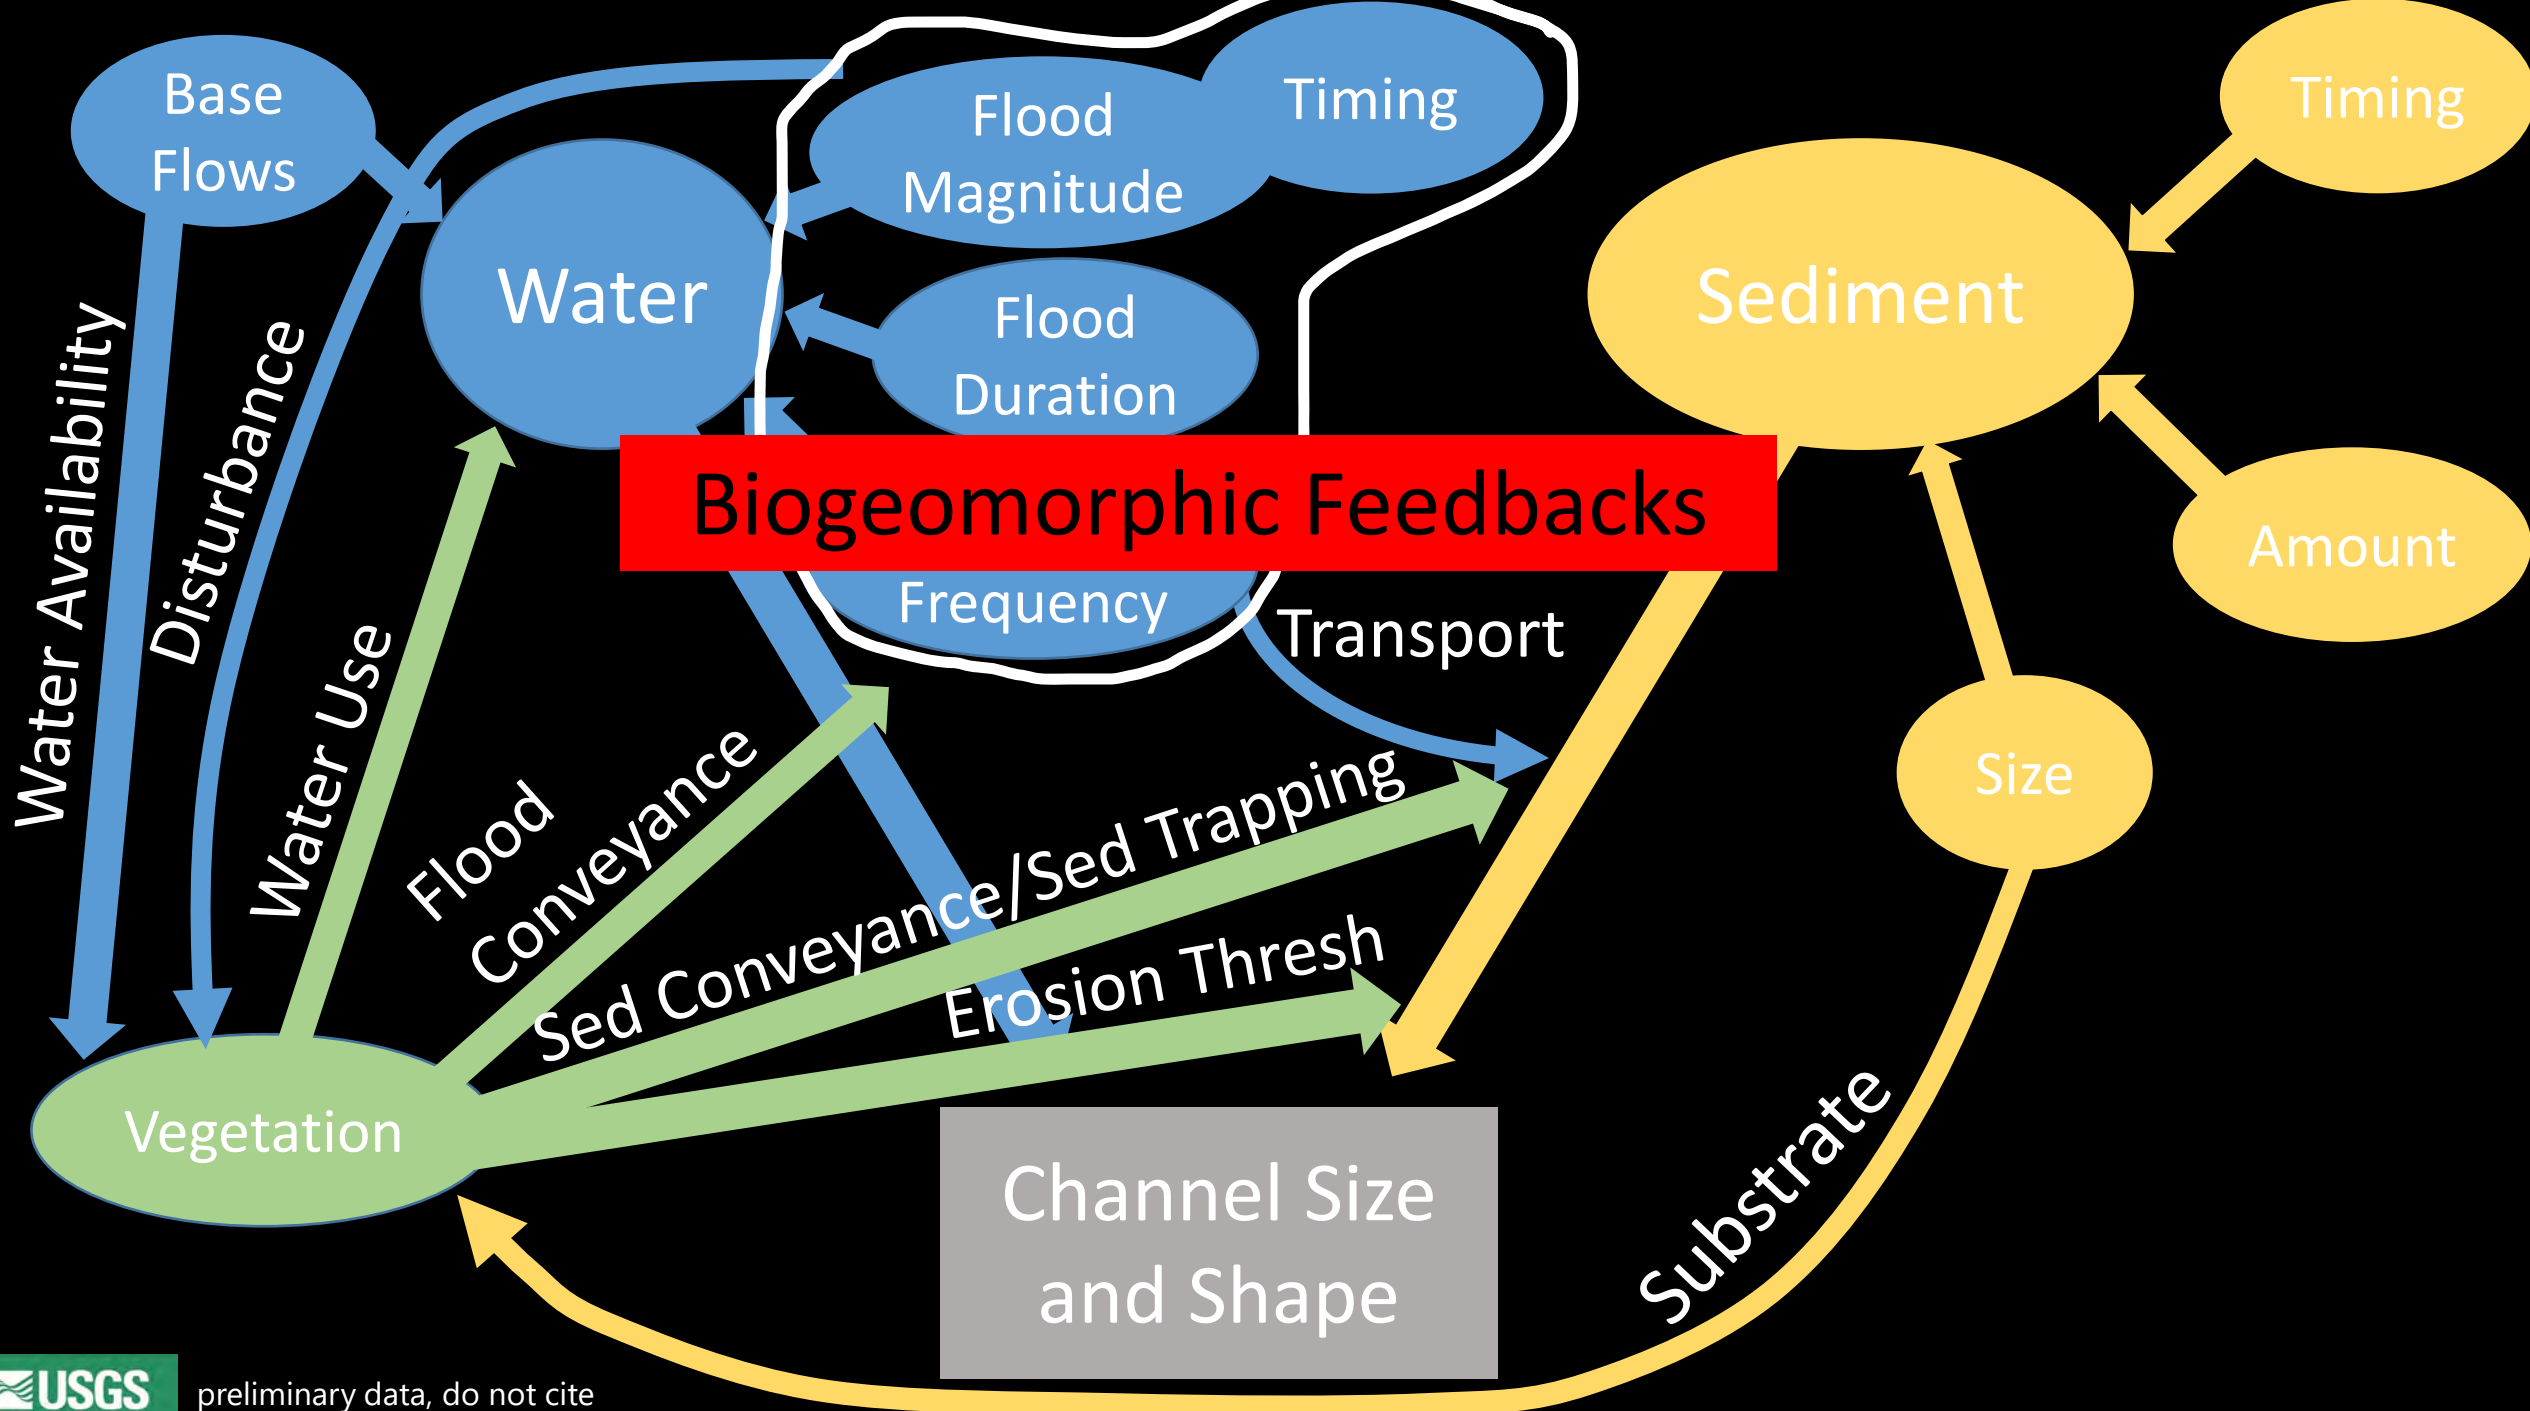 Base
Flows
Flood
Magnitude
Timing
Timing
Water
Flood
Duration
Sediment
Biogeomorphic Feedbacks
Frequency
Transport
Amount
Size
Water Availability
Disturbance
Water Use
Flood
Conveyance
Sed Conveyance/Sed Trapping
Erosion Thresh
Vegetation
Channel Size
and Shape
Substrate
USGS
preliminary data, do not cite